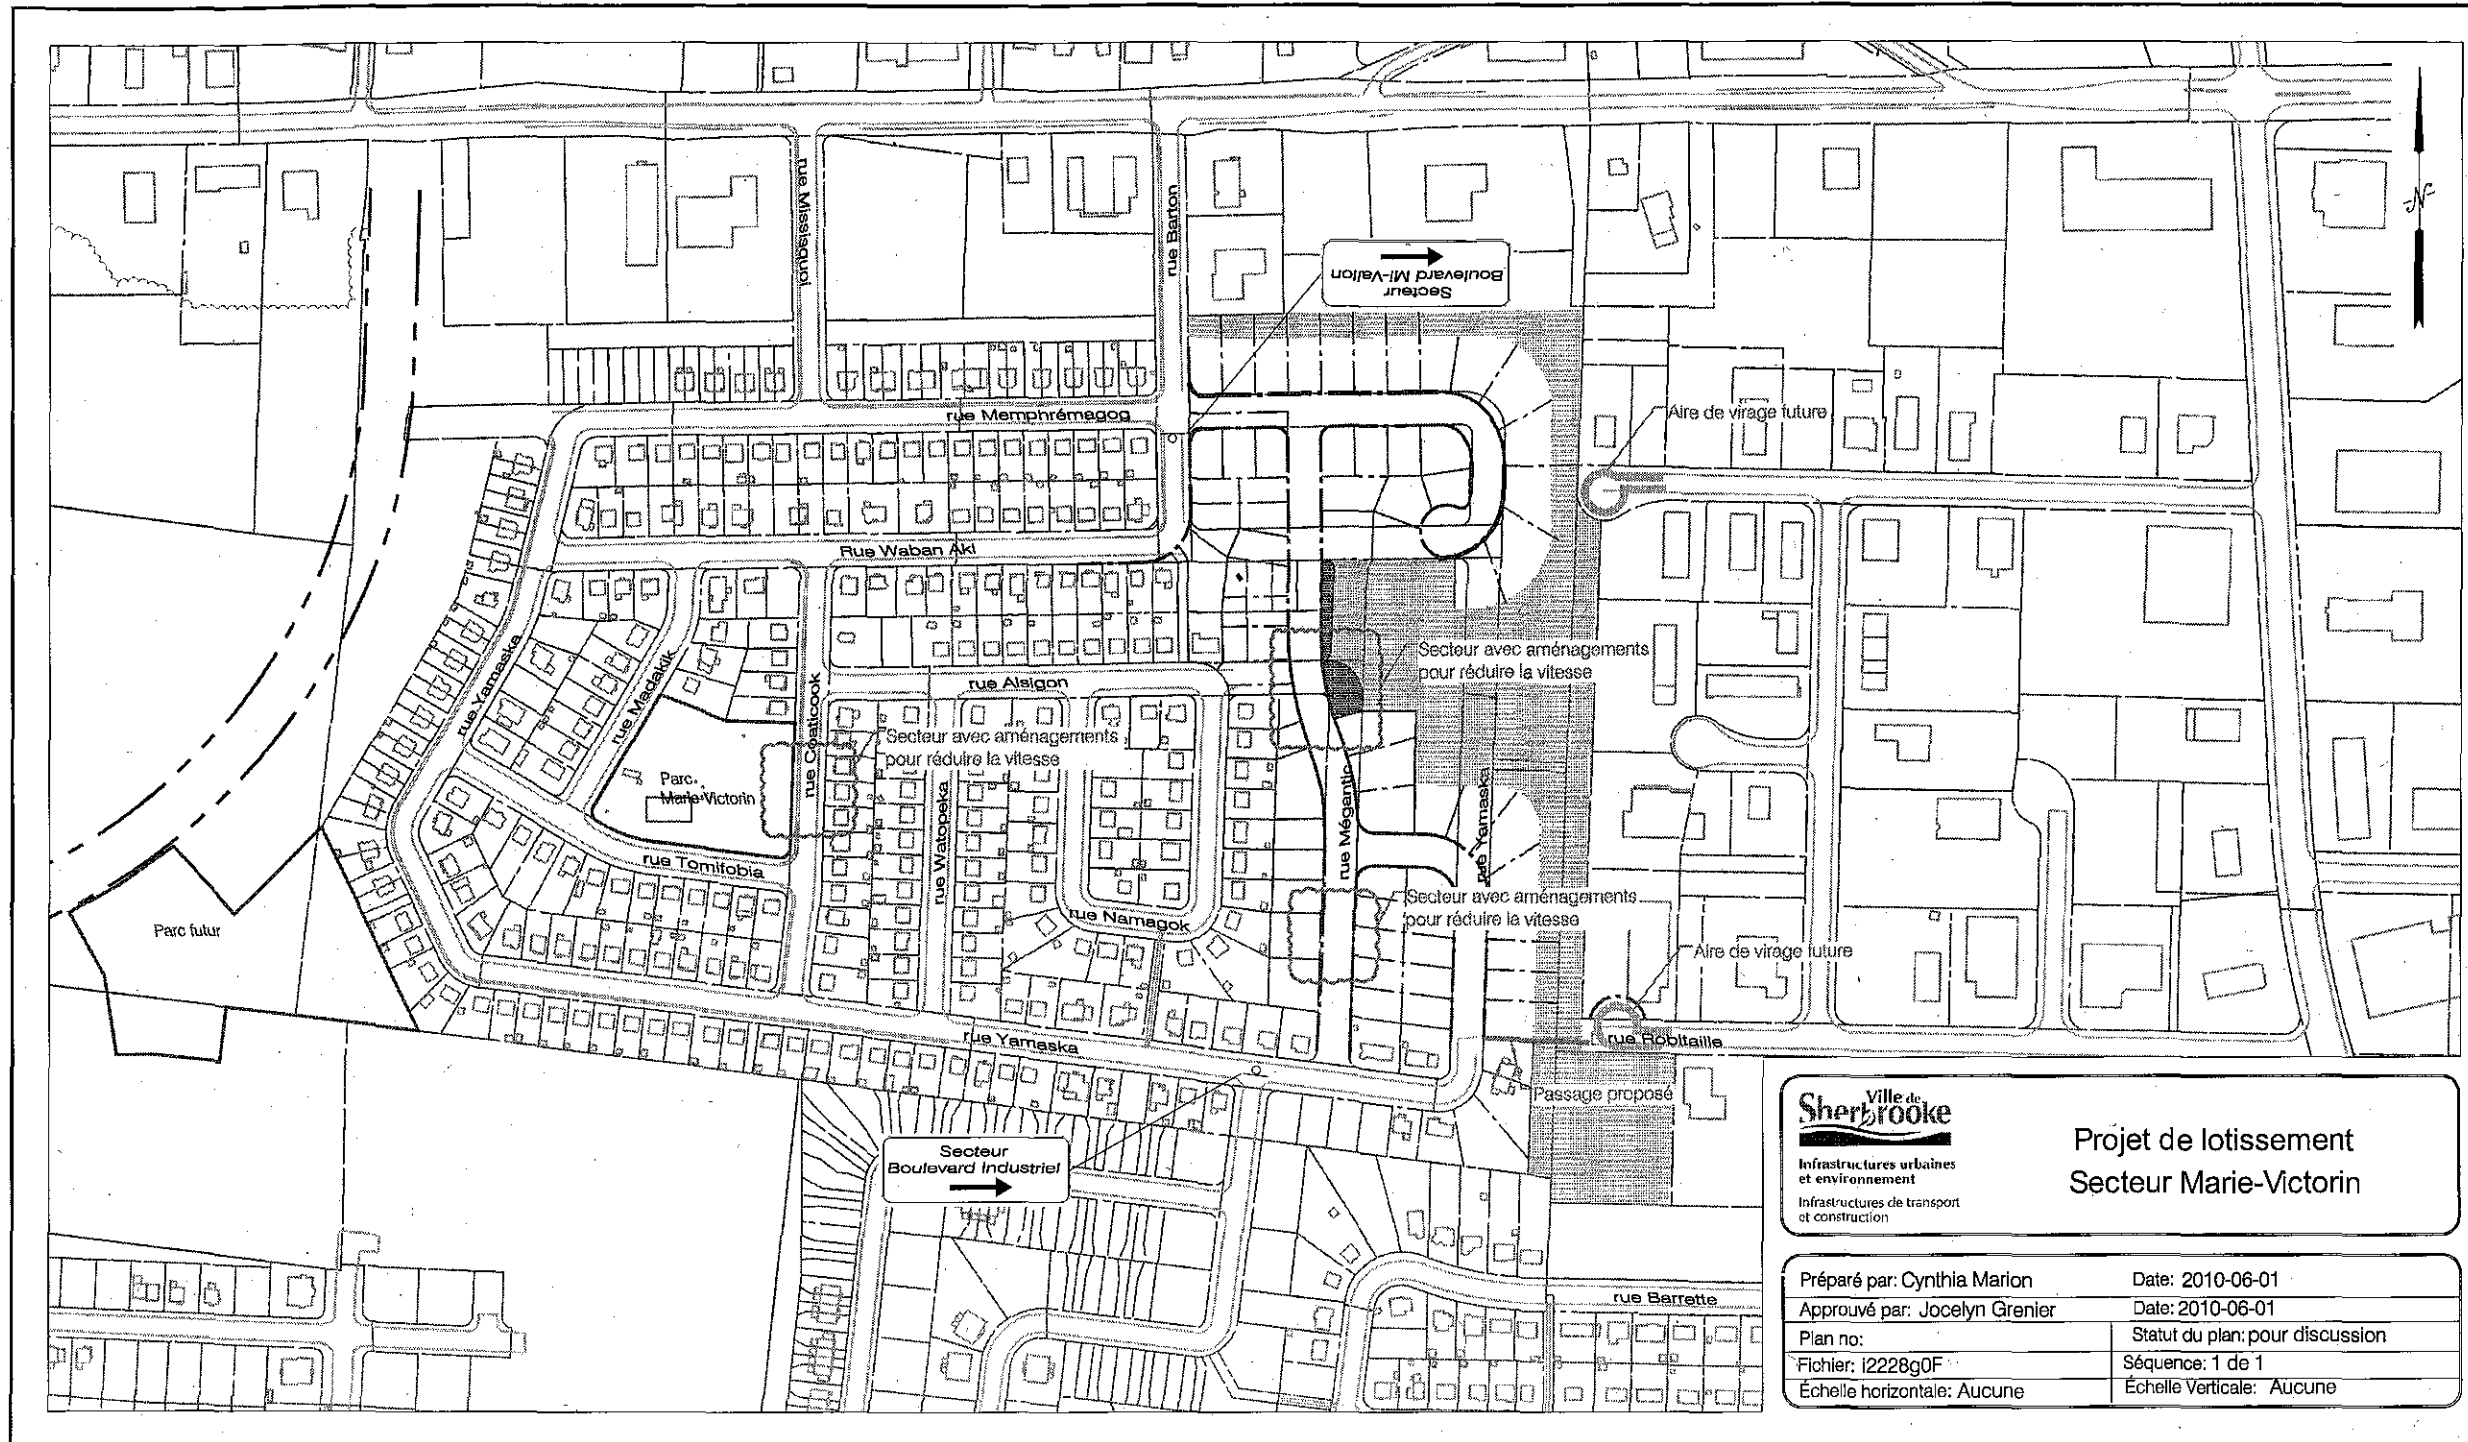 rue Missisquoi
rue Barton
Secteur
Boulevard Mi-Vallon
N
rue Memphrémagog
Aire de virage future
Rue Waban Aki
rue Yamaska
rue Madakik
rue Coaticook
rue Alsigon
Secteur avec aménagements
pour réduire la vitesse
Secteur avec aménagements
pour réduire la vitesse
Parc
Marie-Victorin
rue Watopeka
rue Mégantic
rue Yamaska
rue Tomifobia
rue Namagok
Secteur avec aménagements
pour réduire la vitesse
Parc futur
Aire de virage future
rue Yamaska
rue Robitaille
Passage proposé
Secteur
Boulevard Industriel
rue Barrette
Ville de
Sherbrooke
Infrastructures urbaines
et environnement
Infrastructures de transport
et construction
Projet de lotissement
Secteur Marie-Victorin
Préparé par: Cynthia Marion Date: 2010-06-01
Approuvé par: Jocelyn Grenier Date: 2010-06-01
Plan no: Statut du plan: pour discussion
Fichier: i2228g0F Séquence: 1 de 1
Échelle horizontale: Aucune Échelle Verticale: Aucune